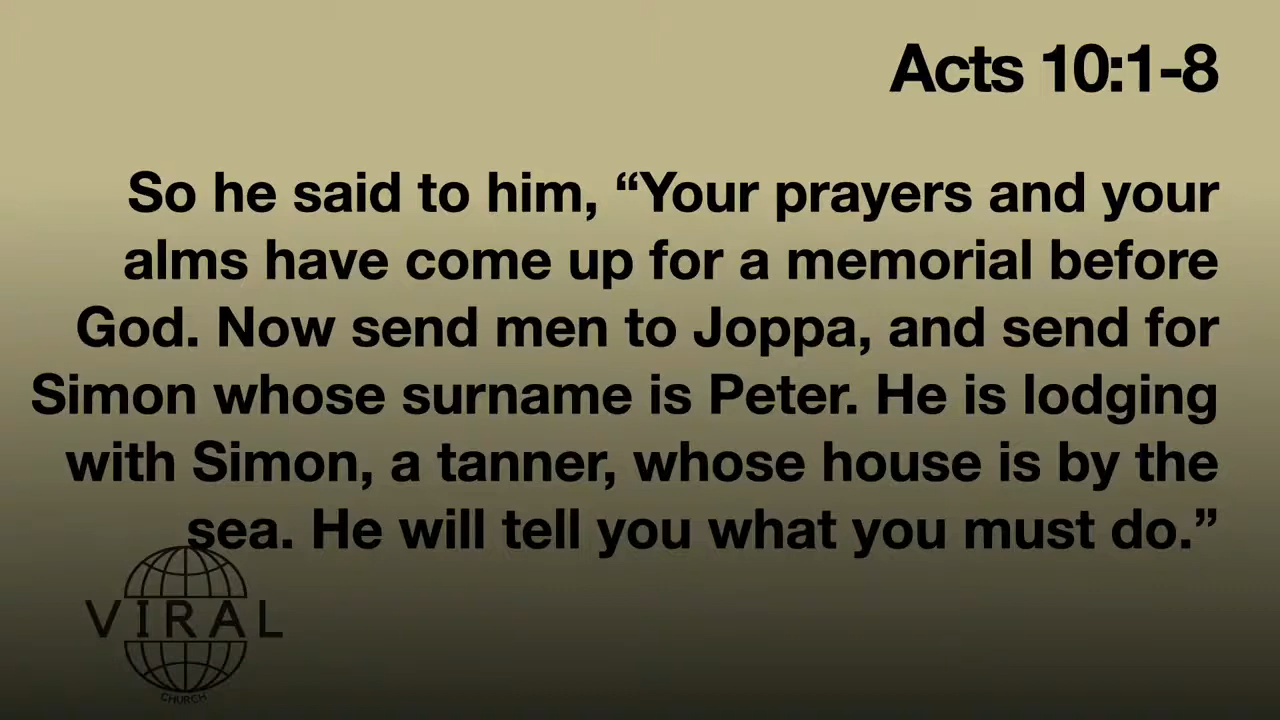 Acts 10:1-8
So he said to him, “Your prayers and your
alms have come up for a memorial before
God. Now send men to Joppa, and send for
Simon whose surname is Peter. He is lodging
with Simon, a tanner, whose house is by the
sea. He will tell you what you must do.”
VIRAL
CHURCH